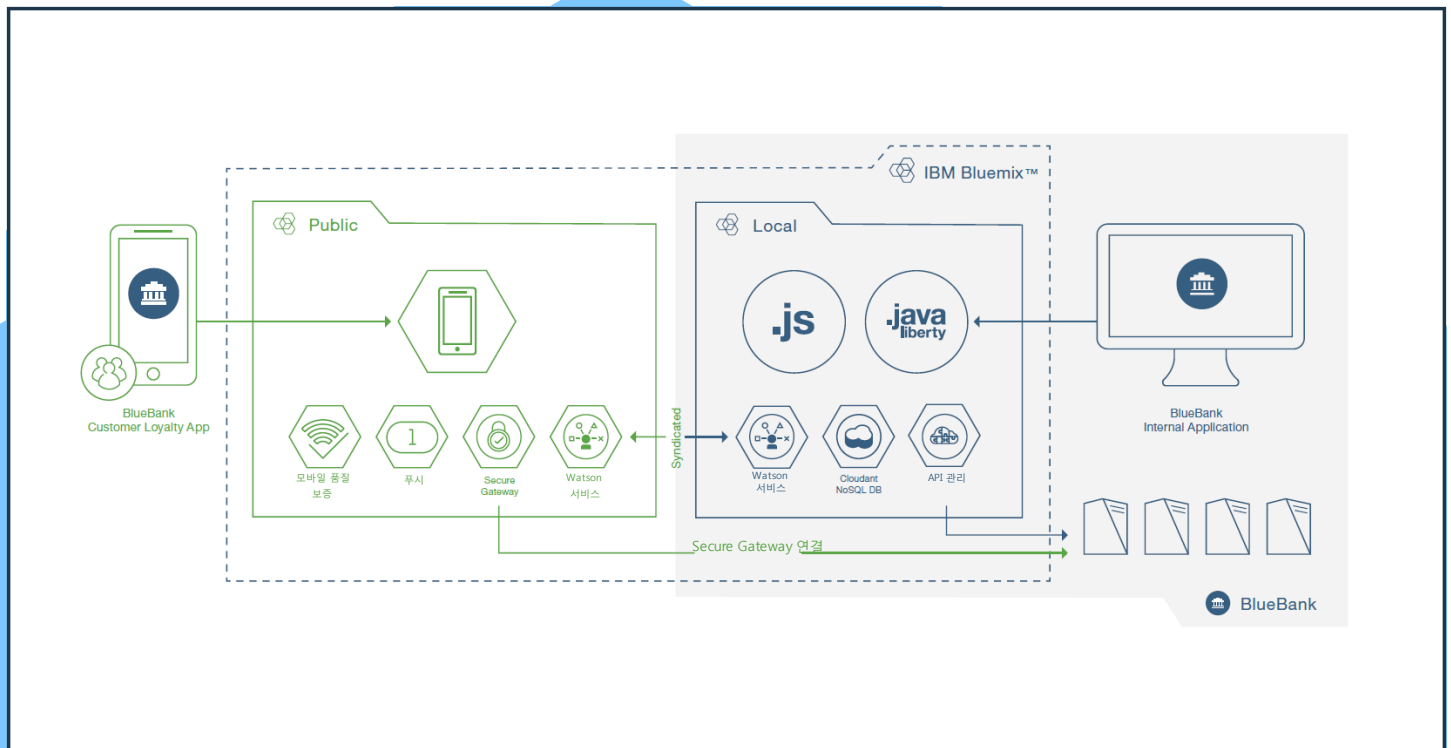 IBM Bluemix™
Public
Local
.js
.java
liberty
BlueBank
Customer Loyalty App
BlueBank
Internal Application
1
모바일 품질
보증
푸시
Secure
Gateway
Watson
서비스
Syndicated
Watson
서비스
Cloudant
NoSQL DB
API 관리
Secure Gateway 연결
BlueBank